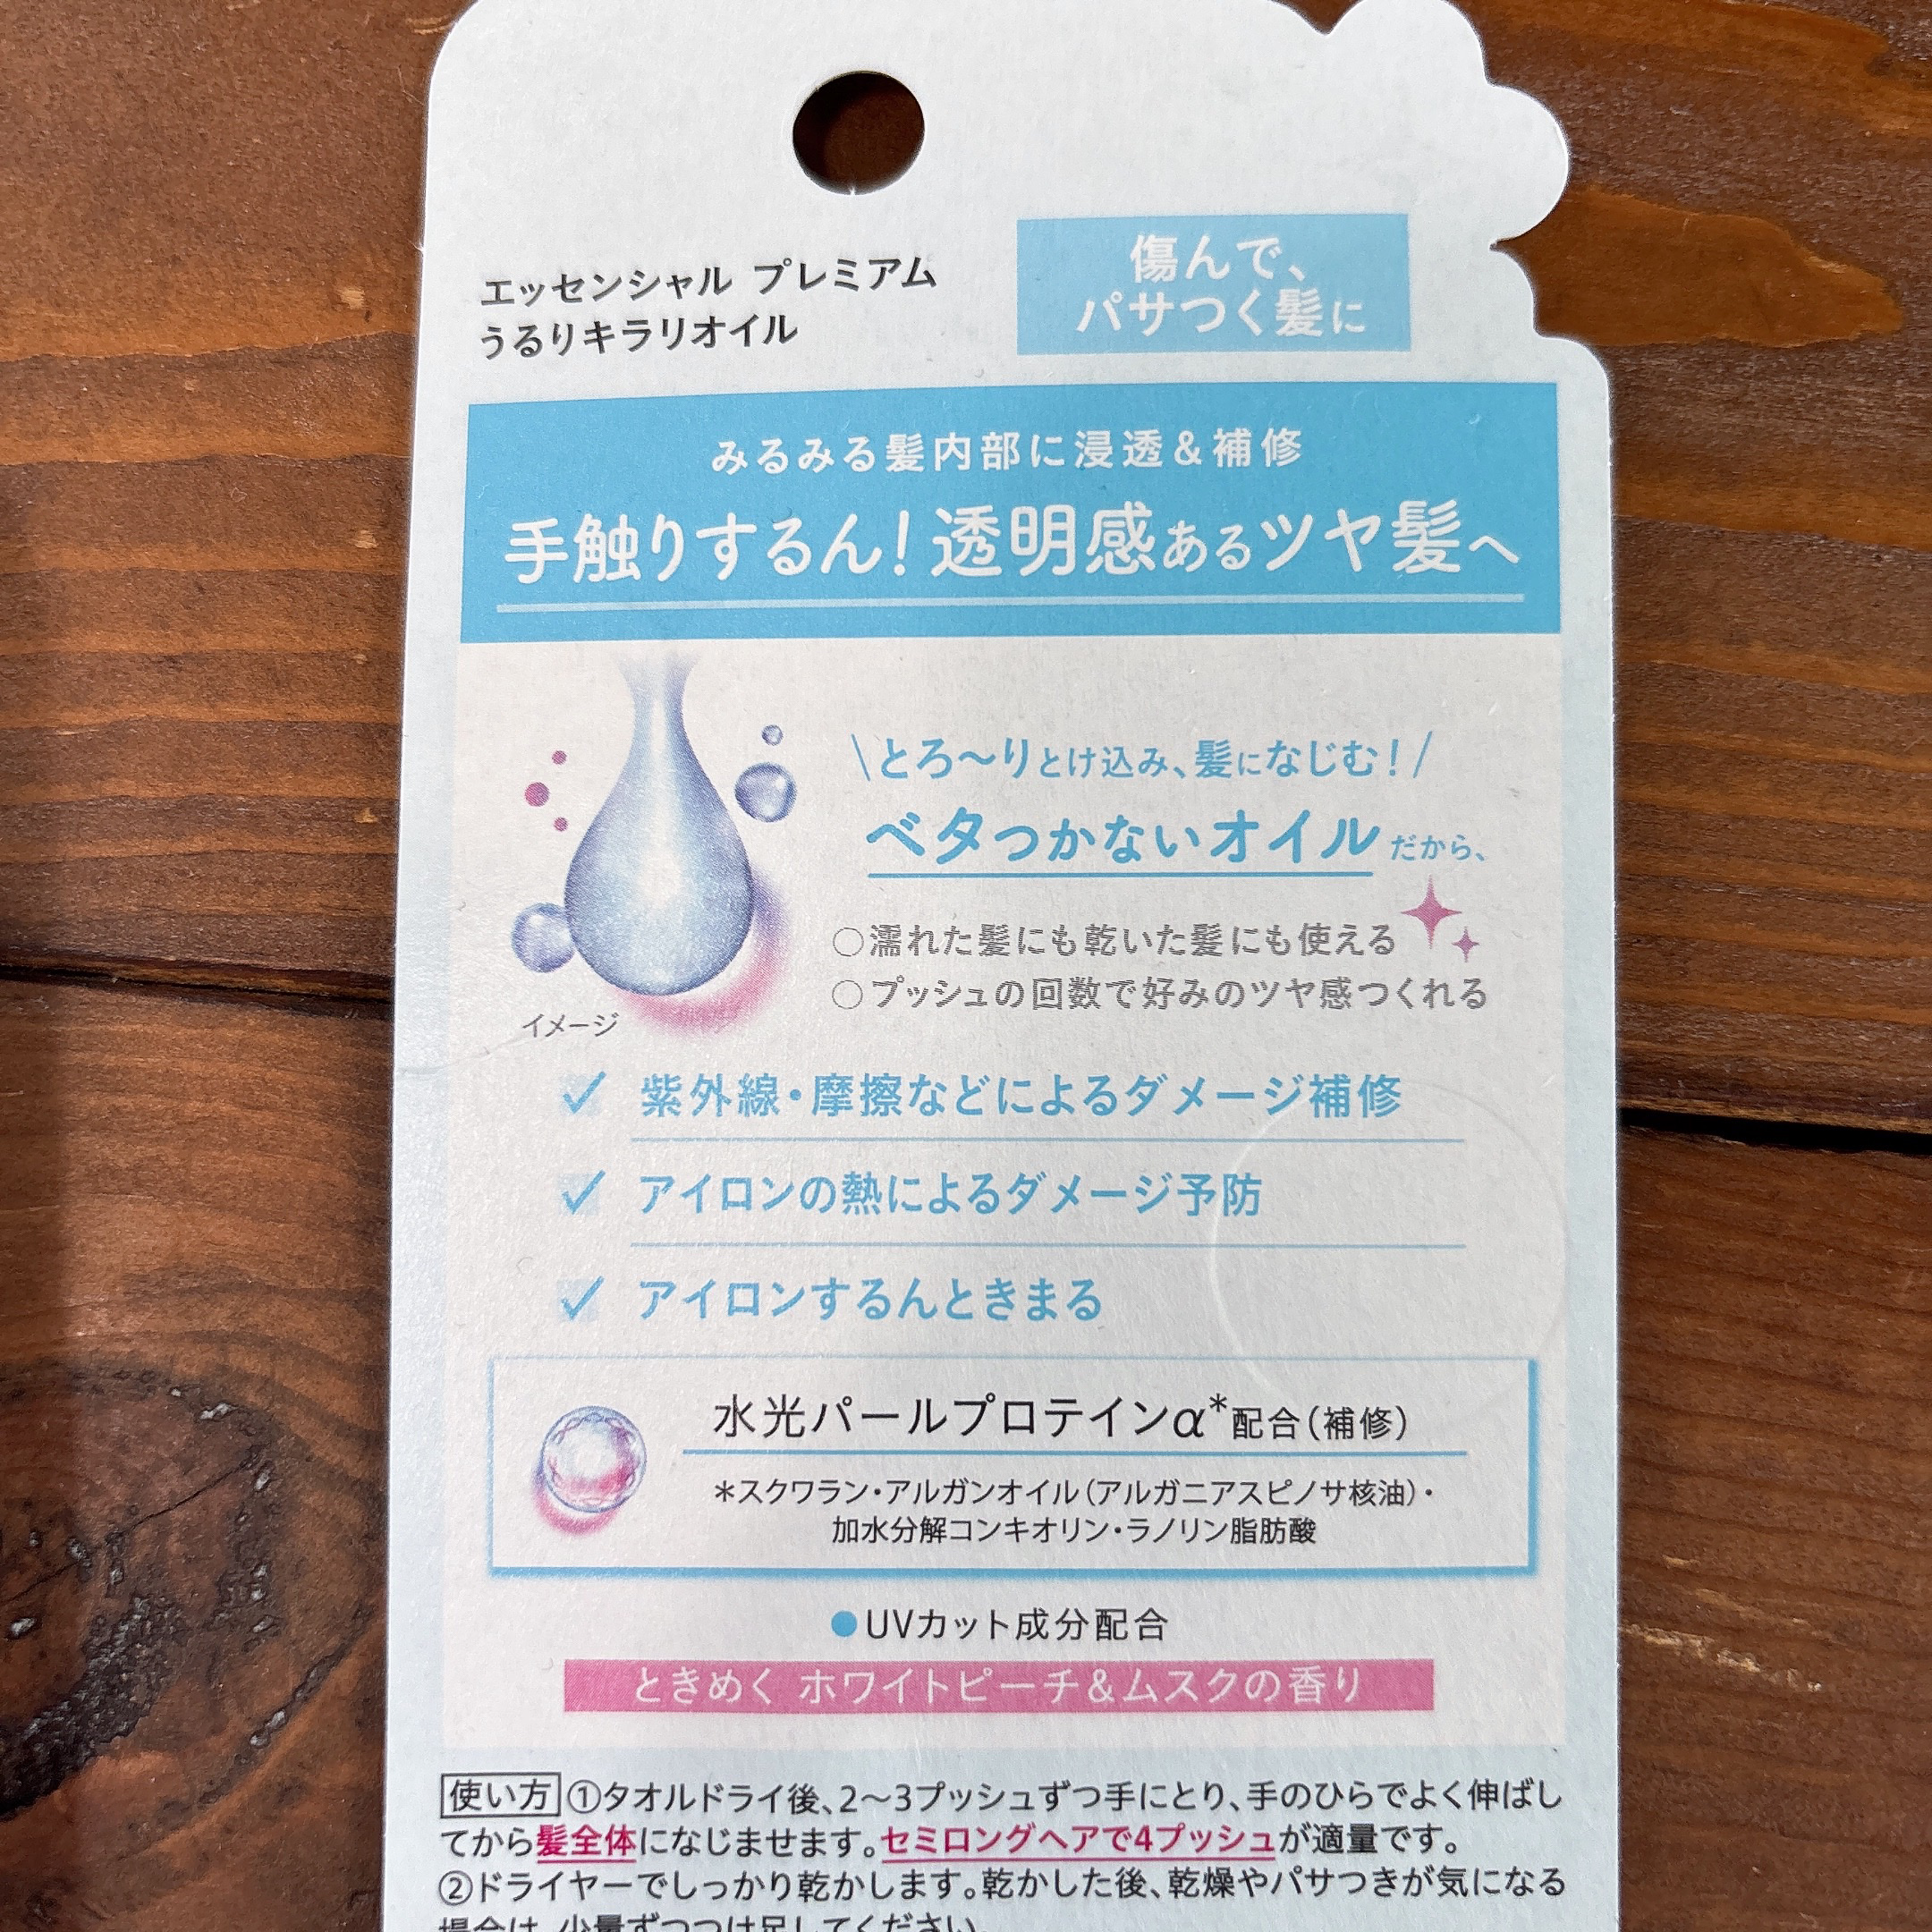 エッセンシャル プレミアム
うるりキラリオイル
傷んで、
パサつく髪に
みるみる髪内部に浸透&補修
手触りするん!透明感あるツヤ髪へ
\とろ〜りとけ込み、髪になじむ!/
ベタつかないオイルだから、
○濡れた髪にも乾いた髪にも使える
○プッシュの回数で好みのツヤ感つくれる
イメージ
✓ 紫外線・摩擦などによるダメージ補修
✓ アイロンの熱によるダメージ予防
✓ アイロンするんときまる
水光パールプロテインα*配合(補修)
*スクワラン・アルガンオイル(アルガニアスピノサ核油)・
加水分解コンキオリン・ラノリン脂肪酸
●UVカット成分配合
ときめく ホワイトピーチ&ムスクの香り
使い方 ①タオルドライ後、2〜3プッシュずつ手にとり、手のひらでよく伸ばし
てから髪全体になじませます。セミロングヘアで4プッシュが適量です。
②ドライヤーでしっかり乾かします。乾かした後、乾燥やパサつきが気になる
場合は、少量ずつつけ足してください。